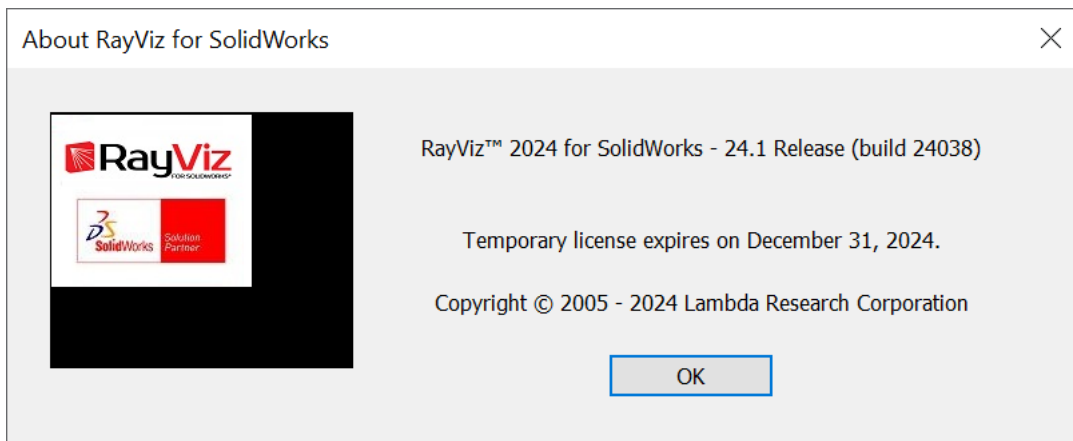 About RayViz for SolidWorks
RayViz
FOR SOLIDWORKS®
SolidWorks
Solution
Partner
RayViz™ 2024 for SolidWorks - 24.1 Release (build 24038)
Temporary license expires on December 31, 2024.
Copyright © 2005 - 2024 Lambda Research Corporation
OK